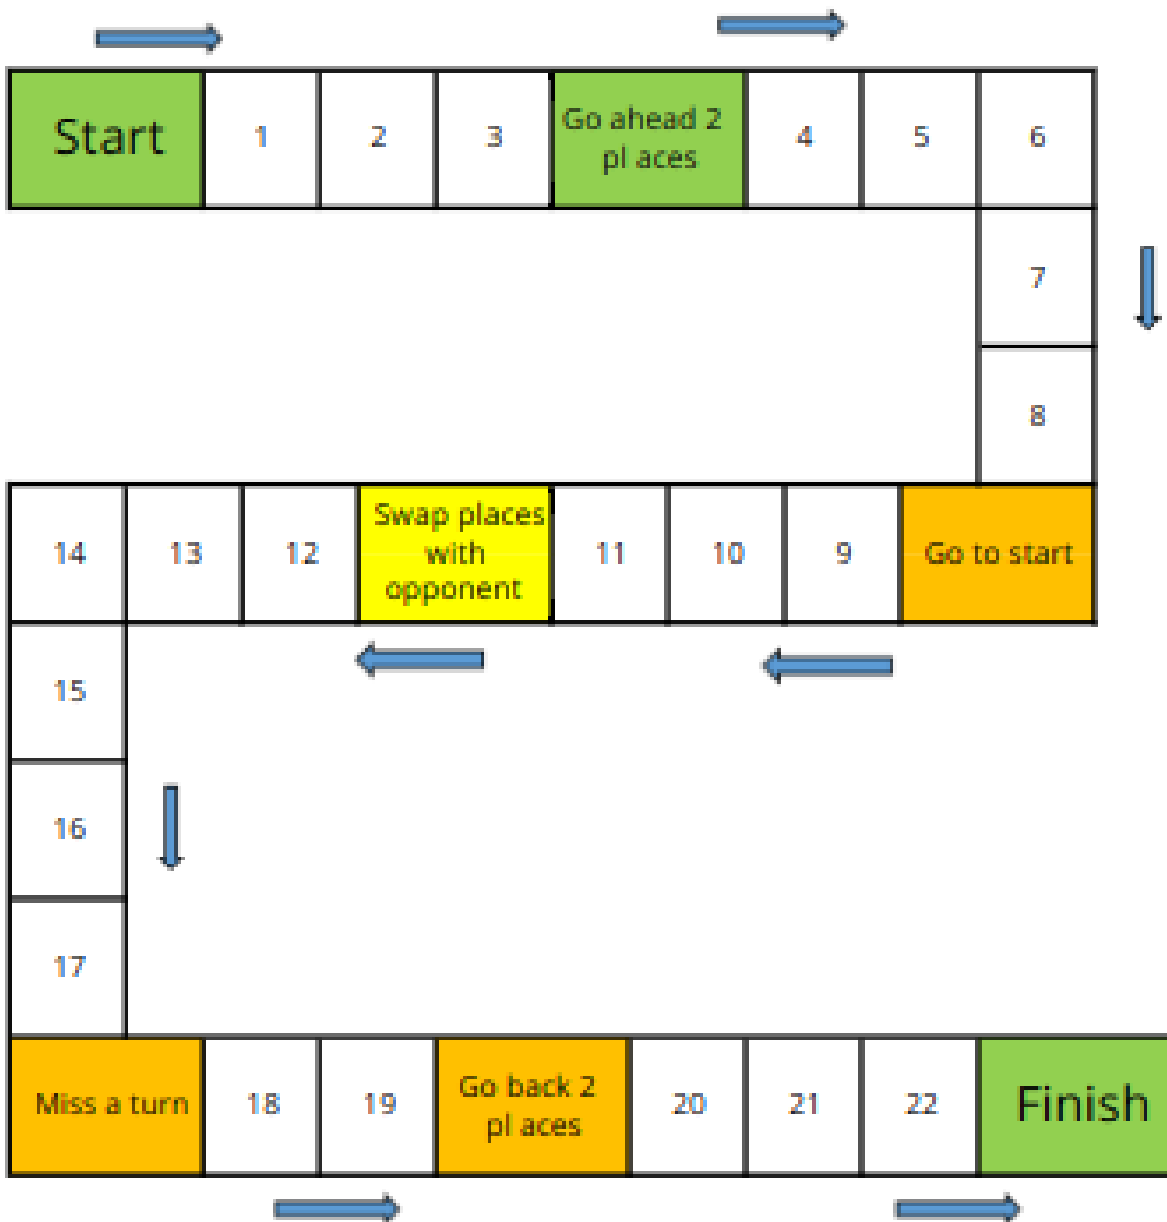 Start
1
2
3
Go ahead 2
pl aces
4
5
6
7
8
Go to start
9
10
11
Swap places
with
opponent
12
13
14
15
16
17
Miss a turn
18
19
Go back 2
pl aces
20
21
22
Finish